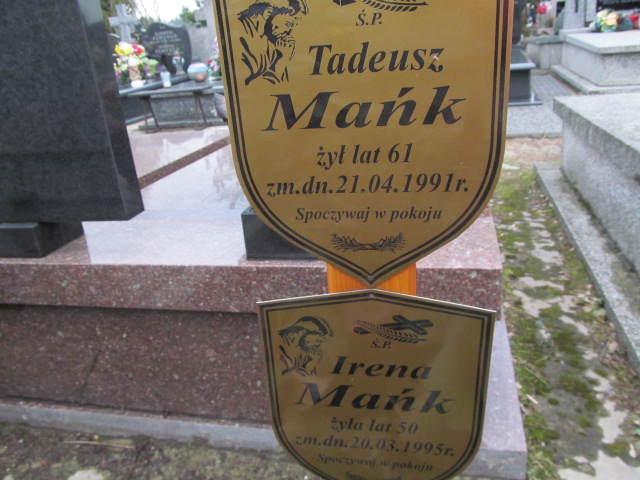 Ś.P.
Tadeusz
Mańk
żył lat 61
zm.dn.21.04.1991r.
Spoczywaj w pokoju
Ś.P.
Irena
Mańk
żyła lat 50
zm.dn.20.03.1995r.
Spoczywaj w pokoju